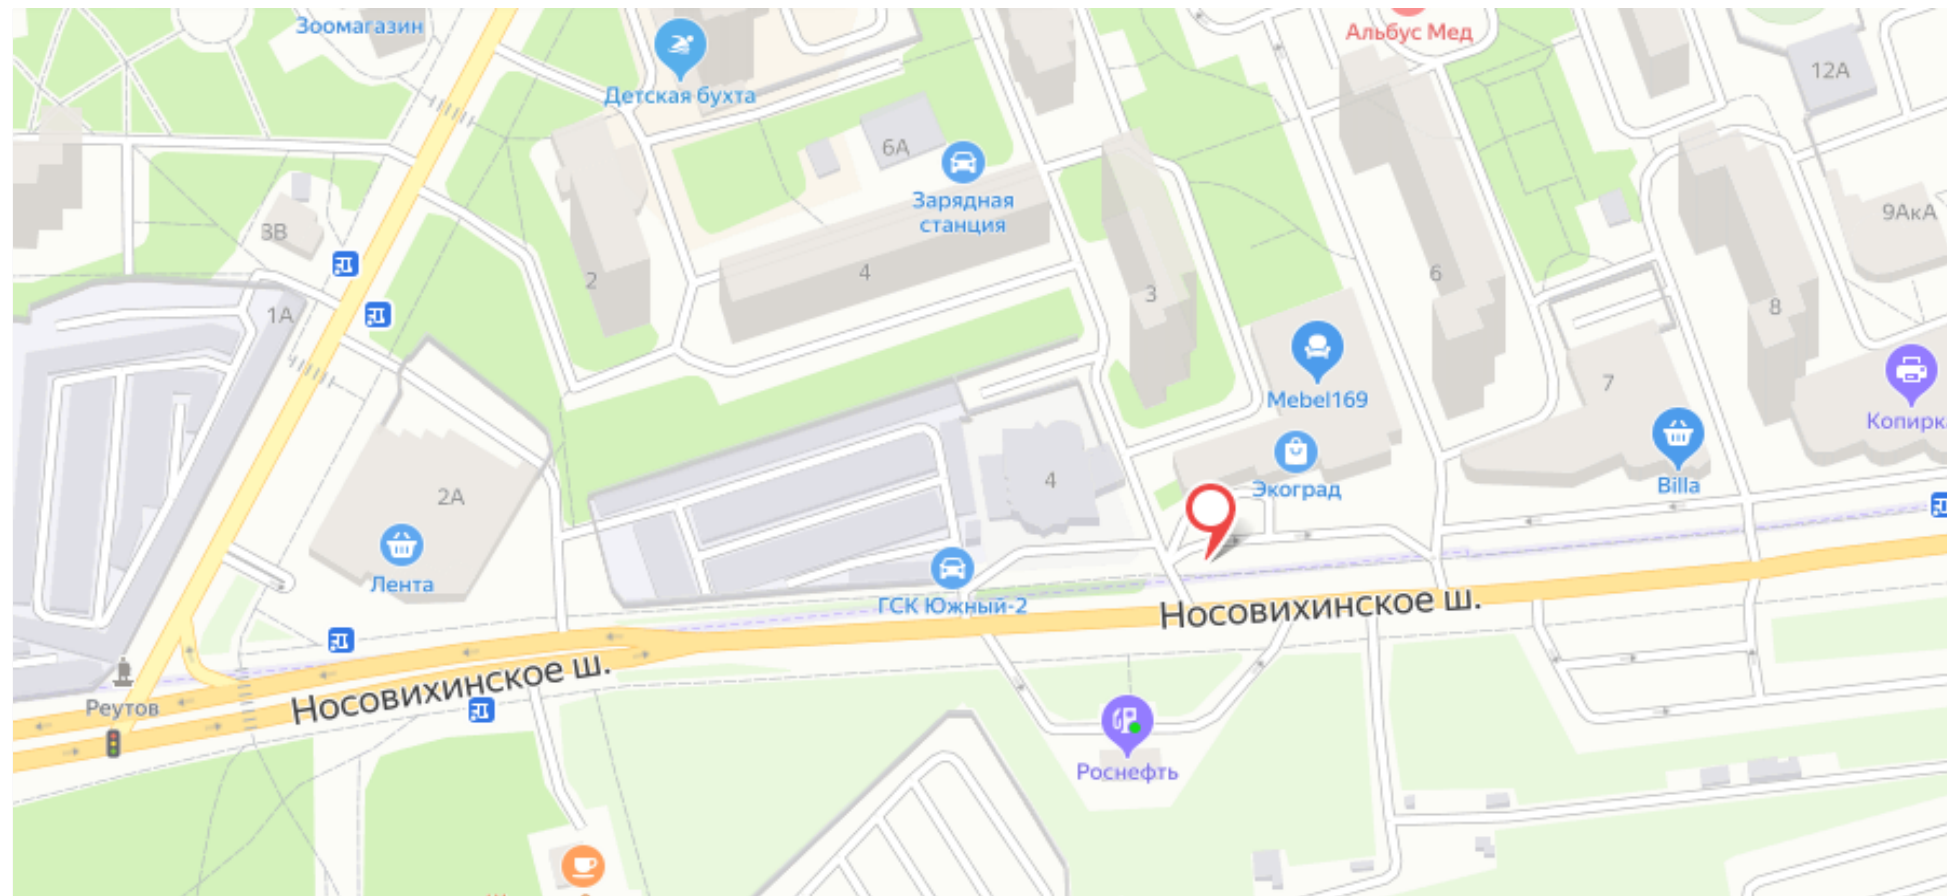 Зоомагазин
Альбус Мед
Детская бухта
12А
6А
Зарядная
станция
9АкА
3В
2
4
6
3
8
1А
7
Mebel169
Копирк
2А
4
Экоград
Billa
Лента
ГСК Южный-2
Носовихинское ш.
Носовихинское ш.
Реутов
Роснефть